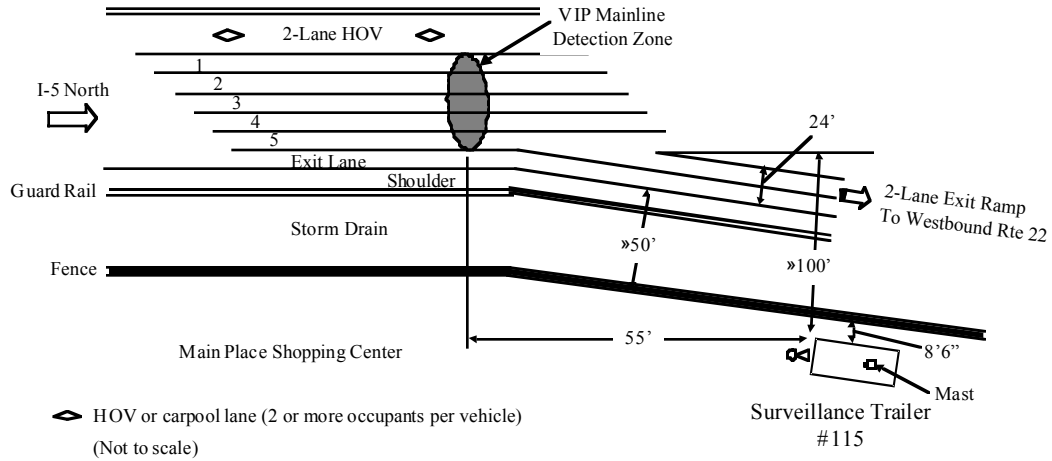 VIP Mainline
Detection Zone
2-Lane HOV
1
I-5 North
2
3
4
24’
5
Exit Lane
Shoulder
Guard Rail
2-Lane Exit Ramp
To Westbound Rte 22
Storm Drain
»50’
»100’
Fence
55’
Main Place Shopping Center
8’6”
Mast
HOV or carpool lane (2 or more occupants per vehicle)
Surveillance Trailer
#115
(Not to scale)